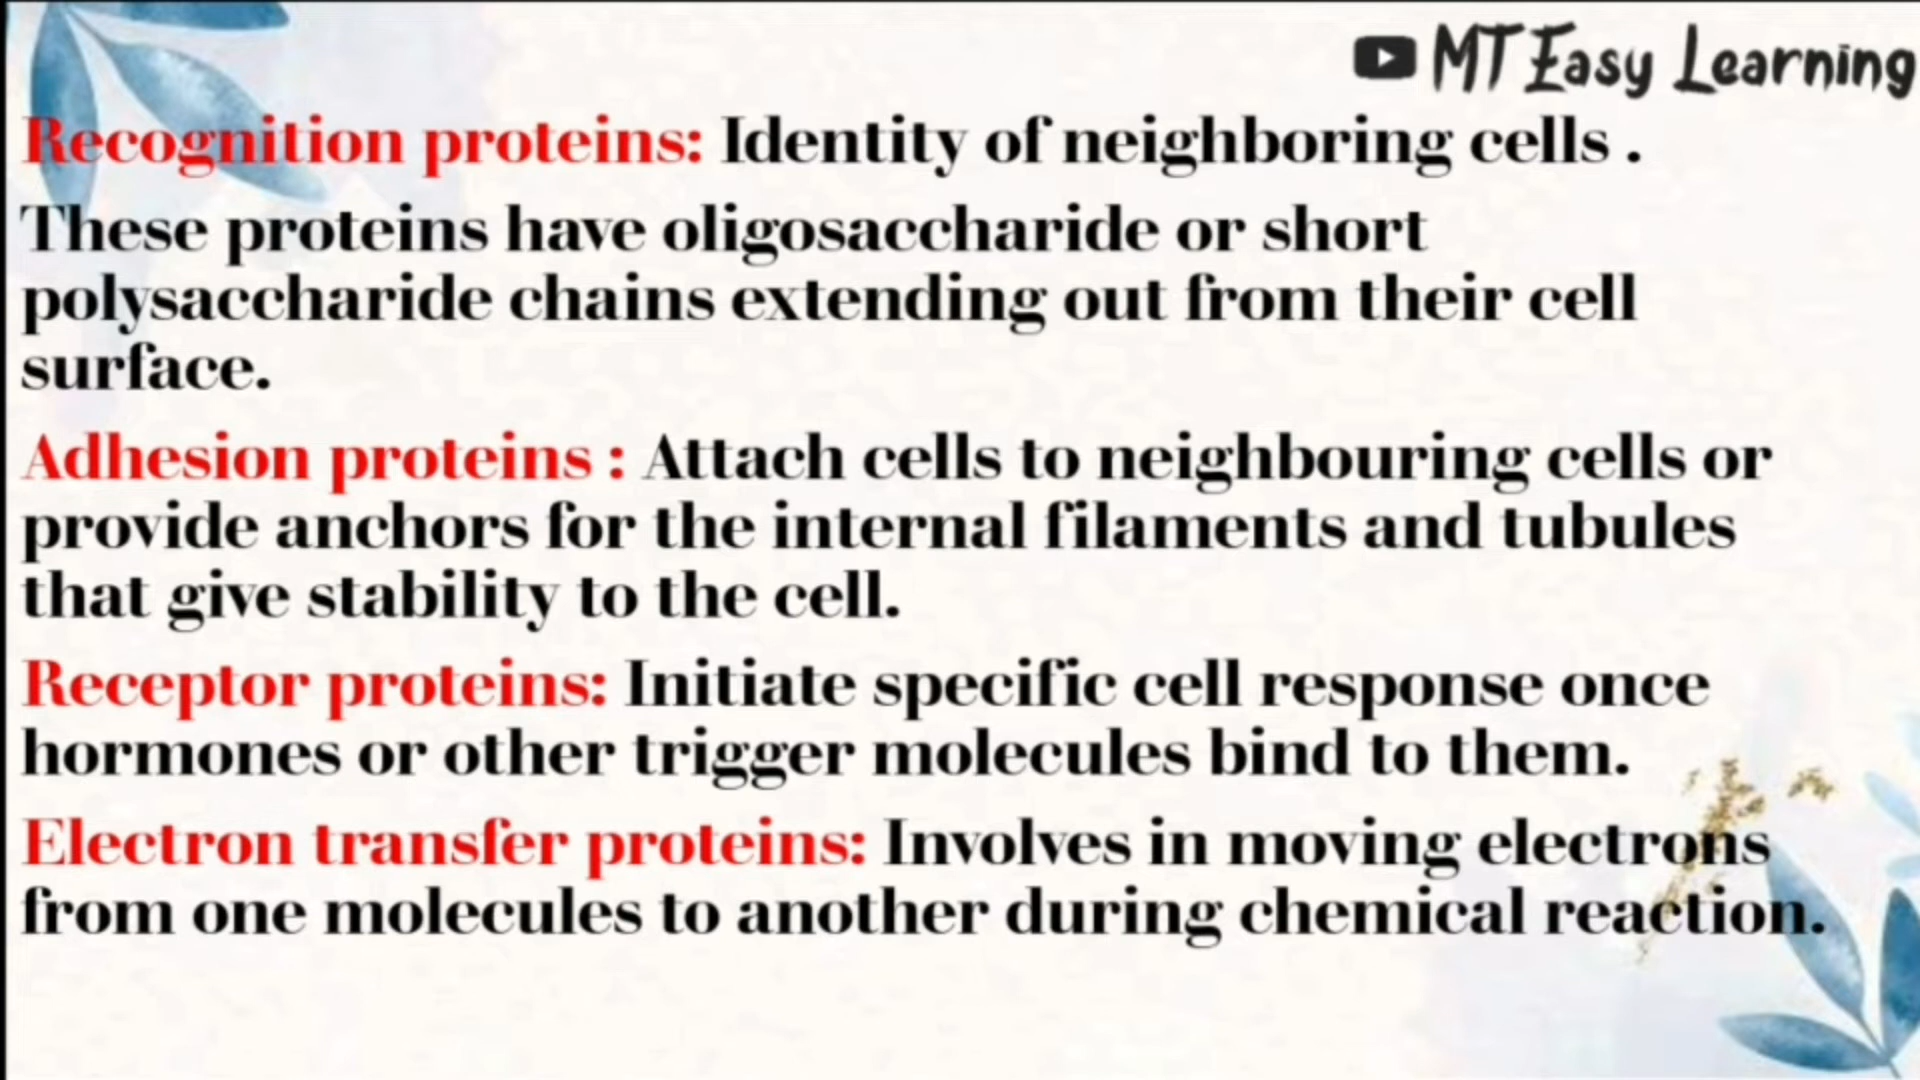 MT Easy Learning
Recognition proteins: Identity of neighboring cells .
These proteins have oligosaccharide or short
polysaccharide chains extending out from their cell
surface.
Adhesion proteins : Attach cells to neighbouring cells or
provide anchors for the internal filaments and tubules
that give stability to the cell.
Receptor proteins: Initiate specific cell response once
hormones or other trigger molecules bind to them.
Electron transfer proteins: Involves in moving electrons
from one molecules to another during chemical reaction.